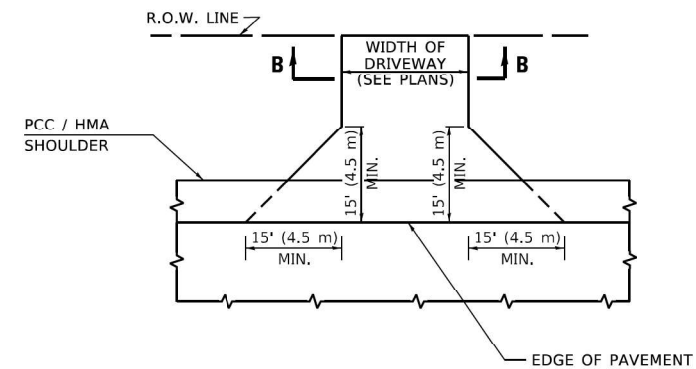 R.O.W. LINE
WIDTH OF
DRIVEWAY
(SEE PLANS)
B
B
PCC / HMA
SHOULDER
15' (4.5 m)
MIN.
15' (4.5 m)
MIN.
15' (4.5 m)
MIN.
15' (4.5 m)
MIN.
EDGE OF PAVEMENT